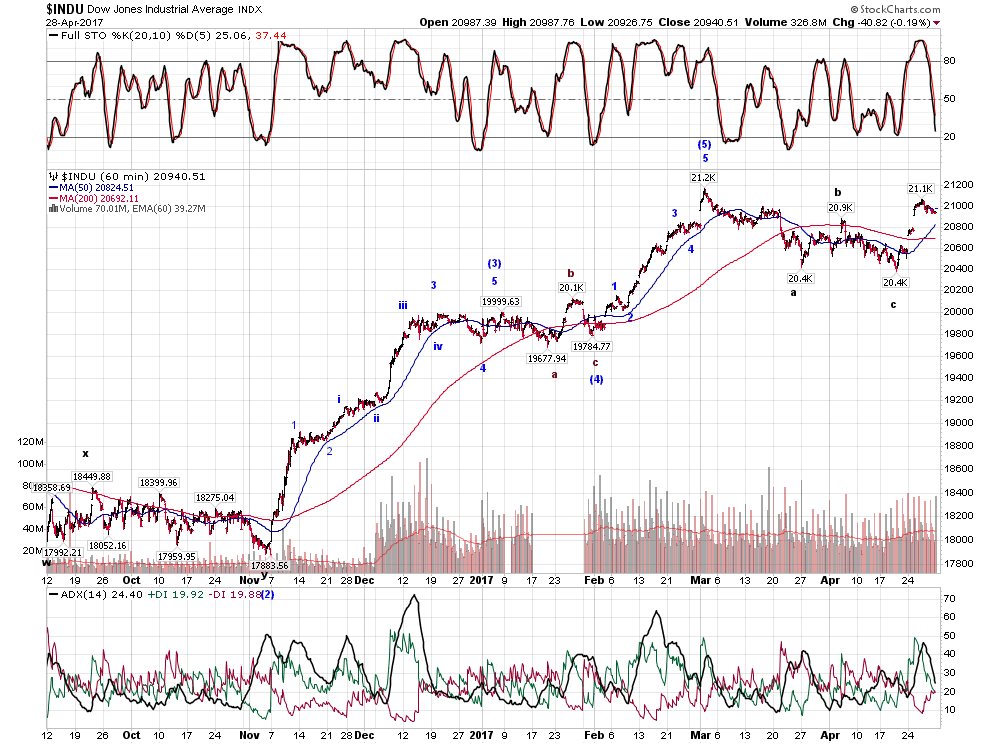 $INDU Dow Jones Industrial Average INDX
© StockCharts.com
28-Apr-2017
Open 20987.39 High 20987.76 Low 20926.75 Close 20940.51 Volume 326.8M Chg -40.82 (-0.19%)
Full STO %K(20,10) %D(5) 25.06, 37.44
80
50
20
(5)
5
$INDU (60 min) 20940.51
MA(50) 20824.51
MA(200) 20692.11
Volume 70.01M, EMA(60) 39.27M
21.2K
21.1K
21200
b
20.9K
21000
3
20800
4
20600
(3)
b
20.4K
20.4K
20400
3
5
20.1K
1
a
c
20200
iii
19999.63
2
20000
iv
19677.94
19784.77
19800
4
a
c
19600
(4)
19400
i
ii
19200
1
2
19000
18800
120M
x
100M
18449.88
18399.96
18600
18358.69
18275.04
18400
60M
18052.16
18200
40M
17992.21
17959.95
18000
20M
w
17883.56
17800
y
12 19 26 Oct 10 17 24 Nov 7 14 21 28 Dec 12 19 27 2017 9 17 23 Feb 6 13 21 Mar 6 13 20 27 Apr 10 17 24
ADX(14) 24.40 +DI 19.92 -DI 19.88
(2)
70
60
50
40
30
20
10
12 19 26 Oct 10 17 24 Nov 7 14 21 28 Dec 12 19 27 2017 9 17 23 Feb 6 13 21 Mar 6 13 20 27 Apr 10 17 24